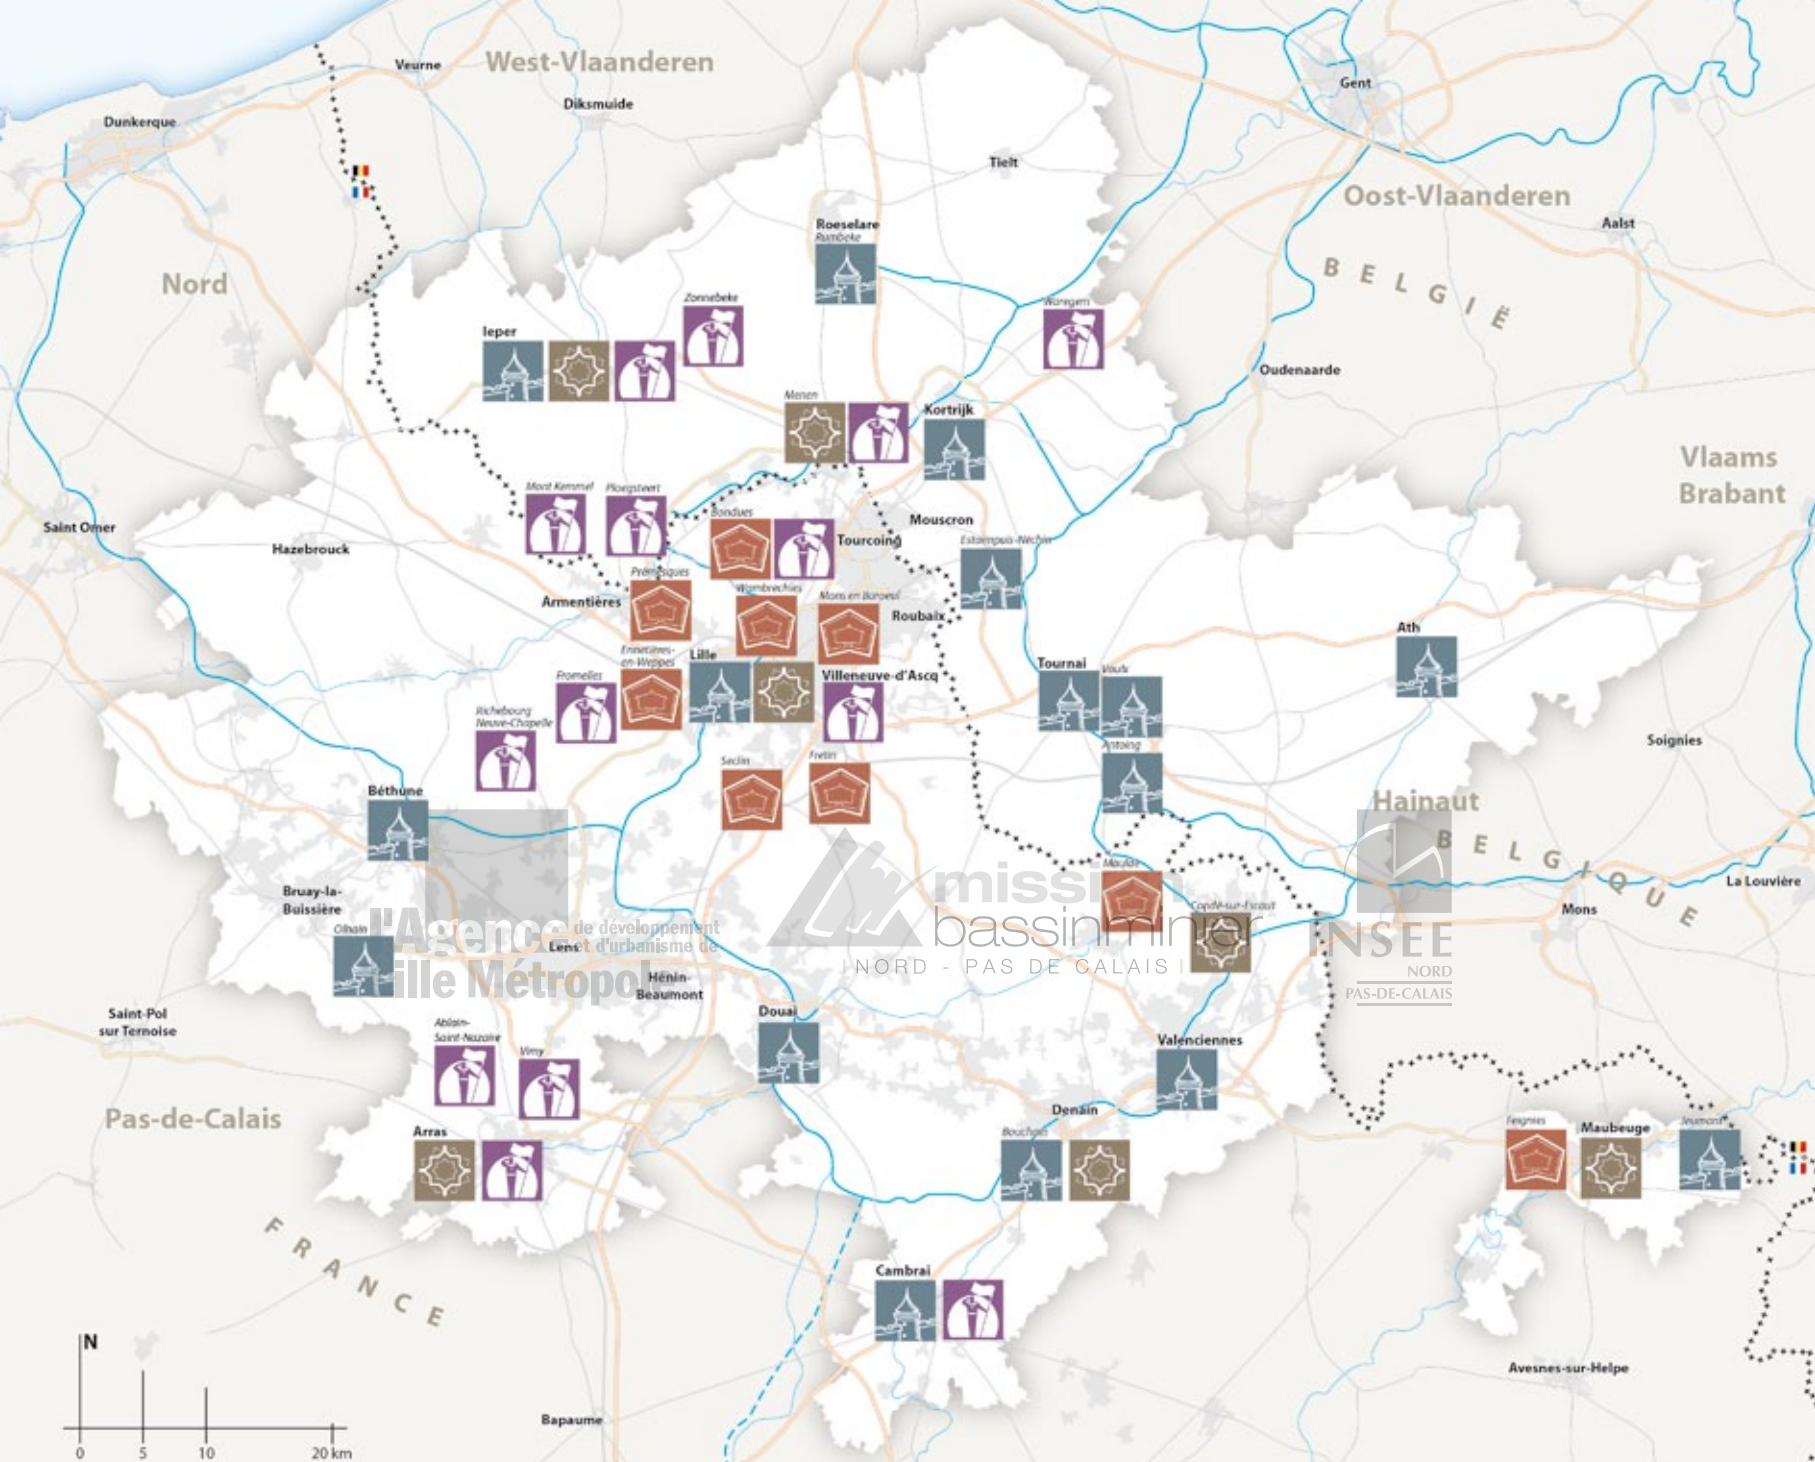 Veurne
West-Vlaanderen
Diksmuide
Dunkerque
Gent
Tielt
Oost-Vlaanderen
Aalst
Roeselare
Rumbeke
BELGIË
Nord
Zonnebeke
Waregem
Ieper
Oudenaarde
Menen
Kortrijk
Vlaams
Brabant
Mont Kemmel
Ploegsteert
Bondues
Mouscron
Saint Omer
Hazebrouck
Tourcoing
Estaimpuis-Néchin
Prémesques
Armentières
Wambrechies
Mons en Baroeul
Roubaix
Ath
Ennetières-
en-Weppes
Lille
Villeneuve-d'Ascq
Tournai
Vaulx
Fromelles
Richebourg
Neuve-Chapelle
Soignies
Antoing
Seclin
Fretin
Béthune
Hainaut
BELGIQUE
Maulde
La Louvière
Bruay-la-
Buissière
Condé-sur-Escaut
Mons
Olhain
l'Agence
de développement
et d'urbanisme de
Lille Métropole
Lens
mission
bassin minier
NORD - PAS DE CALAIS
INSEE
NORD
PAS-DE-CALAIS
Hénin-
Beaumont
Douai
Saint-Pol
sur Ternoise
Ablain-
Saint-Nazaire
Vimy
Valenciennes
Pas-de-Calais
Denain
Arras
Bouchain
Feignies
Maubeuge
Jeumont
FRANCE
Cambrai
N
Avesnes-sur-Helpe
Bapaume
0 5 10 20 km